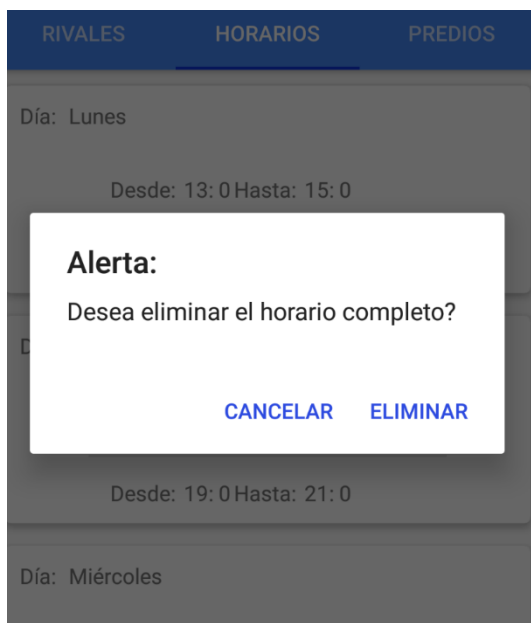 RIVALES HORARIOS PREDIOS
Día: Lunes
Desde: 13: 0 Hasta: 15: 0
Alerta:
Desea eliminar el horario completo?
CANCELAR ELIMINAR
Desde: 19: 0 Hasta: 21: 0
Día: Miércoles